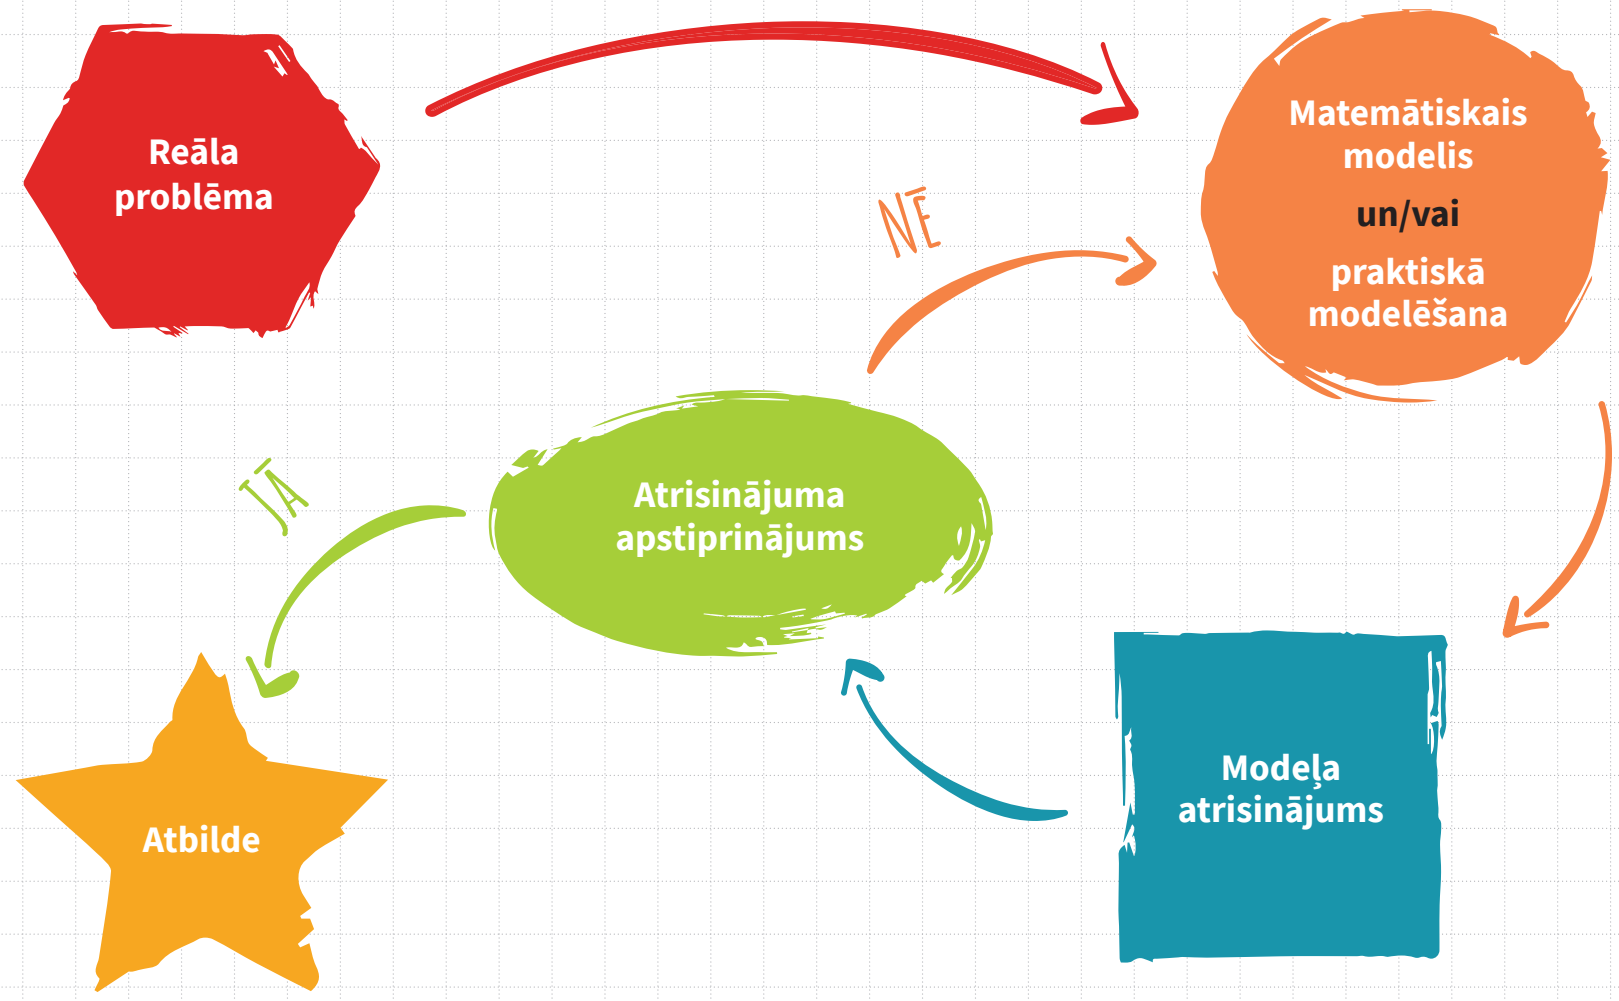 Reāla
problēma
Matemātiskais
modelis
un/vai
praktiskā
modelēšana
NĒ
Atrisinājuma
apstiprinājums
JĀ
Modeļa
atrisinājums
Atbilde